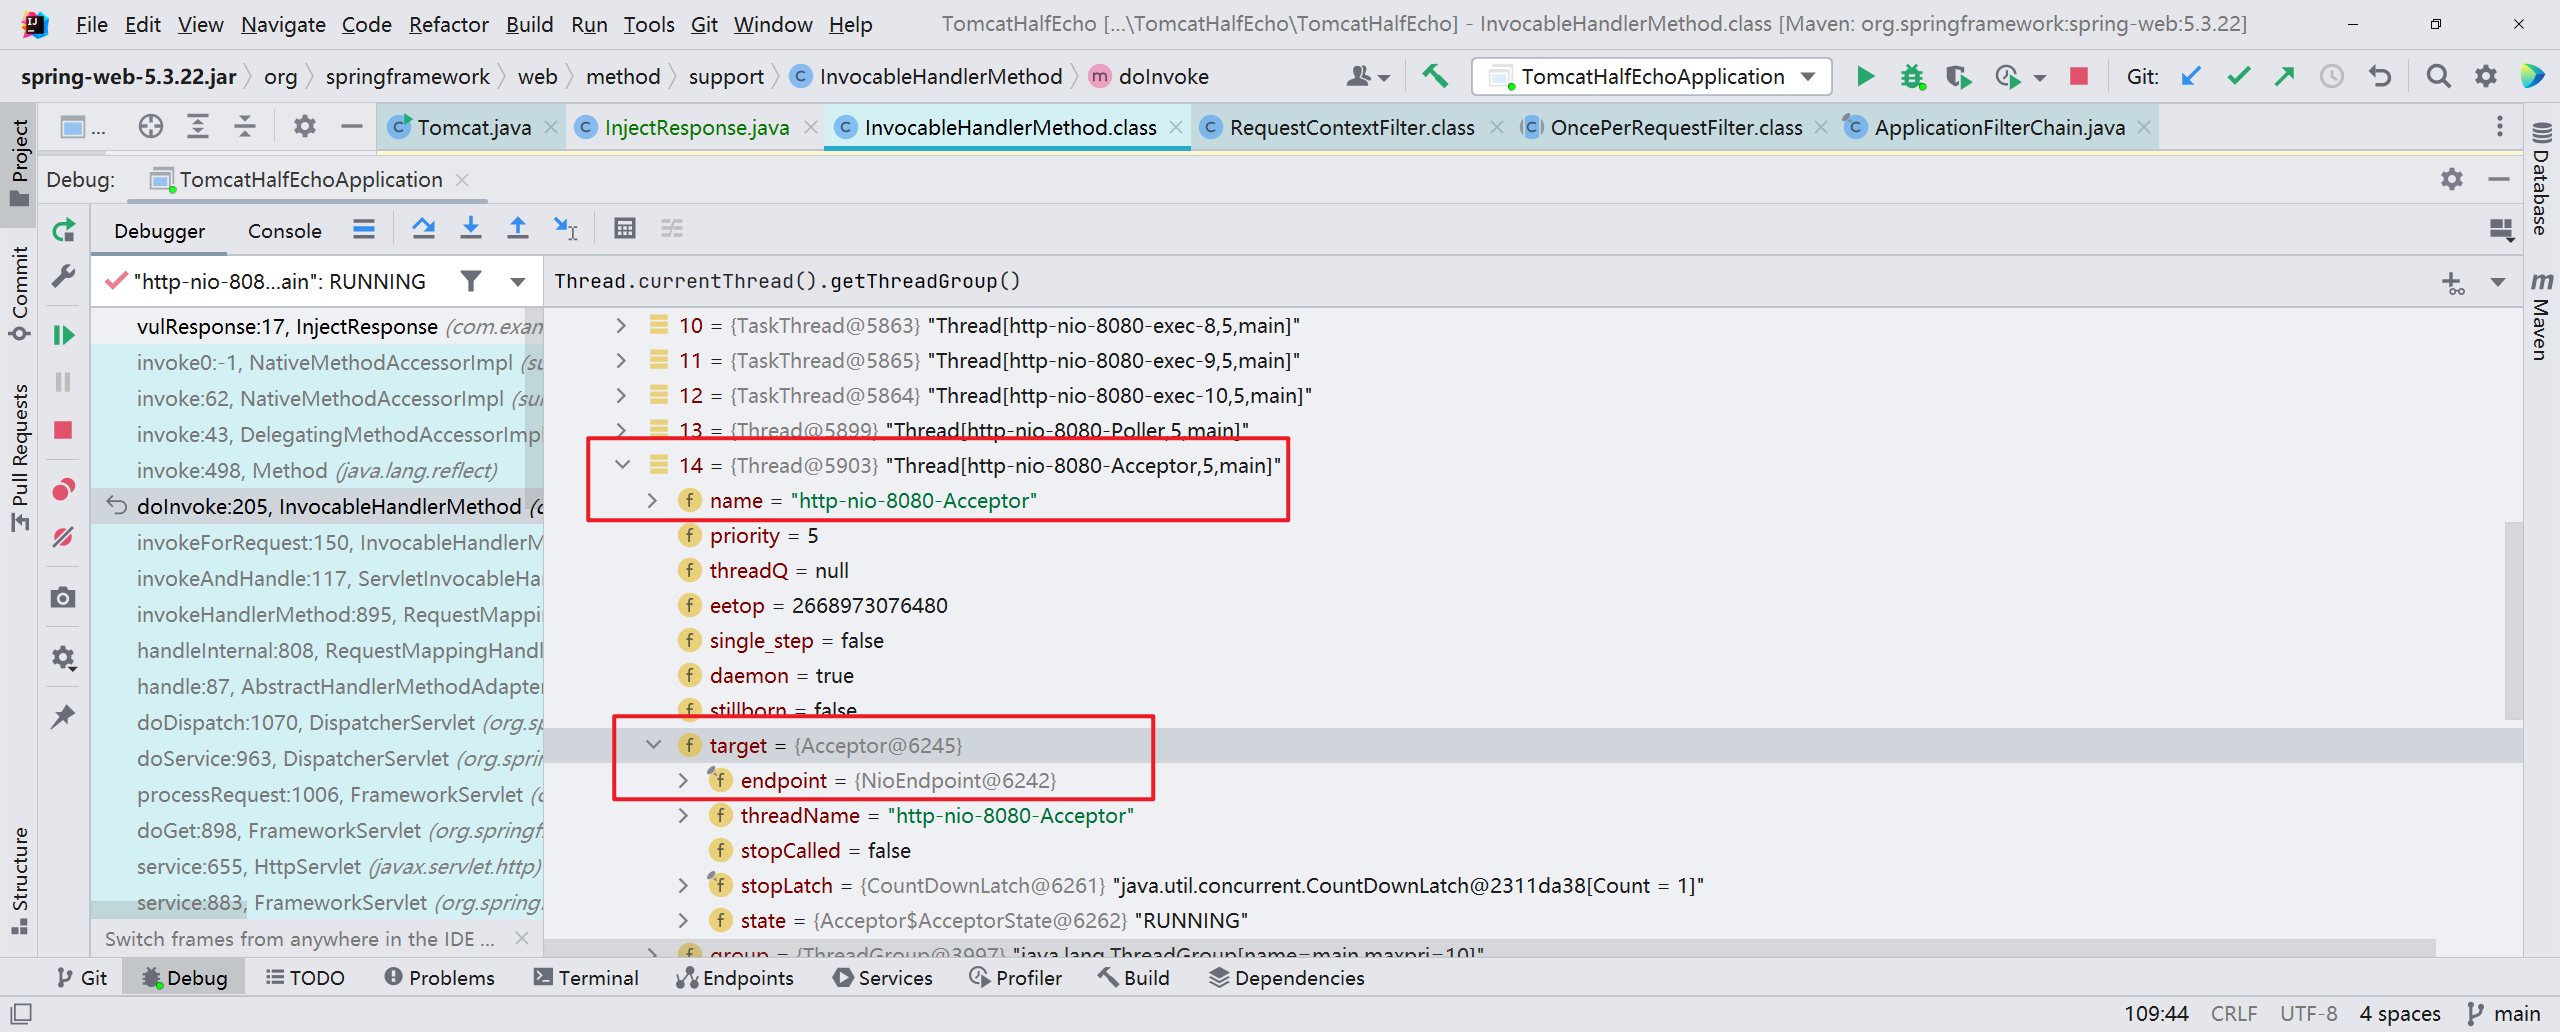 File Edit View Navigate Code Refactor Build Run Tools Git Window Help TomcatHalfEcho [...\TomcatHalfEcho\TomcatHalfEcho] - InvocableHandlerMethod.class [Maven: org.springframework:spring-web:5.3.22]
spring-web-5.3.22.jar org springframework web method support InvocableHandlerMethod doInvoke TomcatHalfEchoApplication Git:
... Tomcat.java InjectResponse.java InvocableHandlerMethod.class RequestContextFilter.class OncePerRequestFilter.class ApplicationFilterChain.java
Debug: TomcatHalfEchoApplication
Debugger Console
"http-nio-808...ain": RUNNING
Thread.currentThread().getThreadGroup()
vulResponse:17, InjectResponse (com.exan
invoke0:-1, NativeMethodAccessorImpl (su
invoke:62, NativeMethodAccessorImpl (sun
invoke:43, DelegatingMethodAccessorImpl
invoke:498, Method (java.lang.reflect)
doInvoke:205, InvocableHandlerMethod (o
invokeForRequest:150, InvocableHandlerM
invokeAndHandle:117, ServletInvocableHan
invokeHandlerMethod:895, RequestMappin
handleInternal:808, RequestMappingHandl
handle:87, AbstractHandlerMethodAdapter
doDispatch:1070, DispatcherServlet (org.sp
doService:963, DispatcherServlet (org.sprin
processRequest:1006, FrameworkServlet (o
doGet:898, FrameworkServlet (org.springf
service:655, HttpServlet (javax.servlet.http)
service:883, FrameworkServlet (org.spring
Switch frames from anywhere in the IDE ...
10 = {TaskThread@5863} "Thread[http-nio-8080-exec-8,5,main]"
11 = {TaskThread@5865} "Thread[http-nio-8080-exec-9,5,main]"
12 = {TaskThread@5864} "Thread[http-nio-8080-exec-10,5,main]"
13 = {Thread@5899} "Thread[http-nio-8080-Poller,5,main]"
14 = {Thread@5903} "Thread[http-nio-8080-Acceptor,5,main]"
name = "http-nio-8080-Acceptor"
priority = 5
threadQ = null
eetop = 2668973076480
single_step = false
daemon = true
stillborn = false
target = {Acceptor@6245}
endpoint = {NioEndpoint@6242}
threadName = "http-nio-8080-Acceptor"
stopCalled = false
stopLatch = {CountDownLatch@6261} "java.util.concurrent.CountDownLatch@2311da38[Count = 1]"
state = {Acceptor$AcceptorState@6262} "RUNNING"
group = {ThreadGroup@3997} "java.lang.ThreadGroup[name=main,maxpri=10]"
Project
Commit
Pull Requests
Structure
Database
Maven
Git Debug TODO Problems Terminal Endpoints Services Profiler Build Dependencies
109:44 CRLF UTF-8 4 spaces main